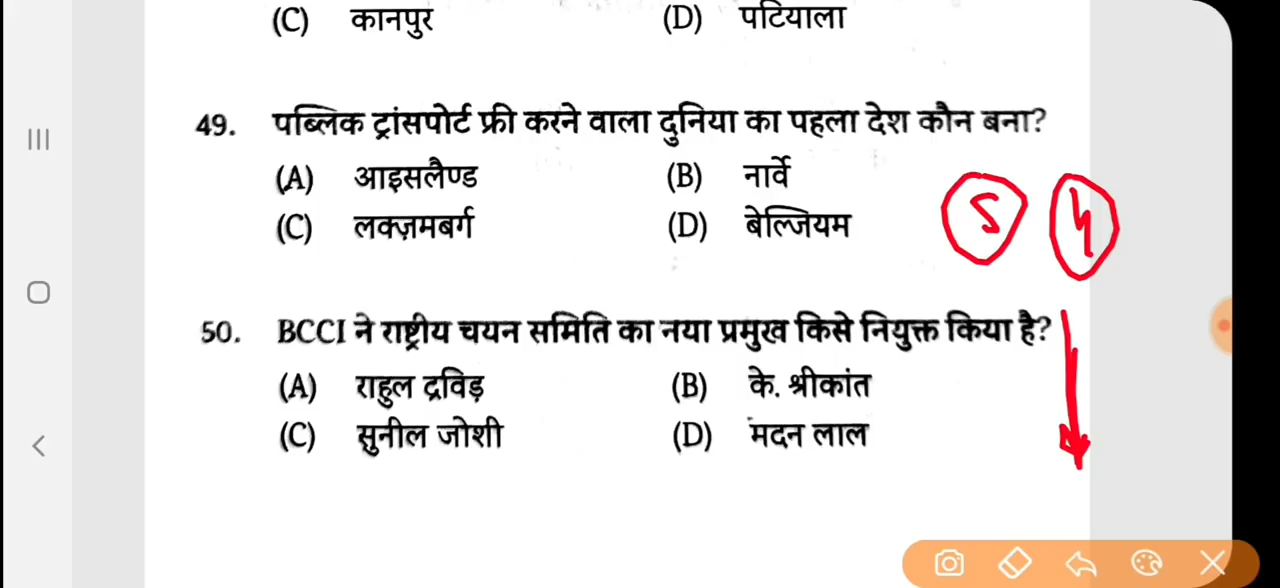 (C) कानपुर (D) पटियाला
49. पब्लिक ट्रांसपोर्ट फ्री करने वाला दुनिया का पहला देश कौन बना?
(A) आइसलैण्ड (B) नार्वे
(C) लक्ज़मबर्ग (D) बेल्जियम
S 4
50. BCCI ने राष्ट्रीय चयन समिति का नया प्रमुख किसे नियुक्त किया है?
(A) राहुल द्रविड़ (B) के. श्रीकांत
(C) सुनील जोशी (D) मदन लाल